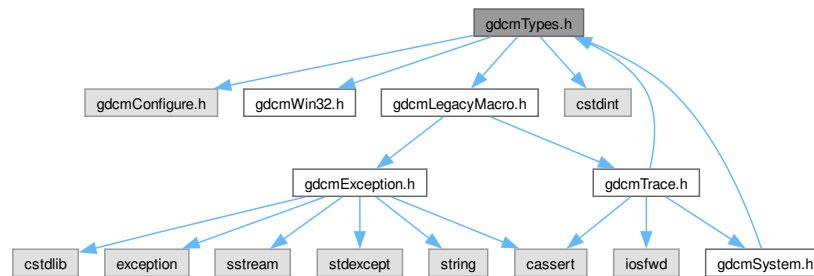 gdcmTypes.h
gdcmConfigure.h
gdcmWin32.h
gdcmLegacyMacro.h
cstdint
gdcmException.h
gdcmTrace.h
cstdlib
exception
sstream
stdexcept
string
cassert
iosfwd
gdcmSystem.h